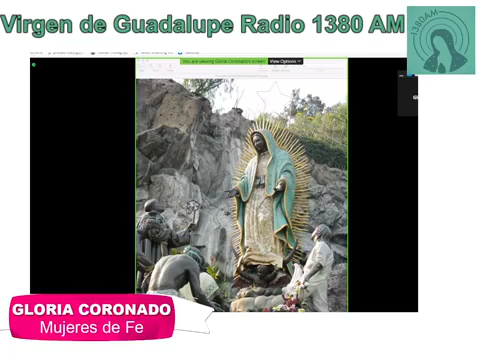 Virgen de Guadalupe Radio 1380 AM
1380AM
You are viewing Gloria Coronado's screen
View Options
GLORIA CORONADO
Mujeres de Fe